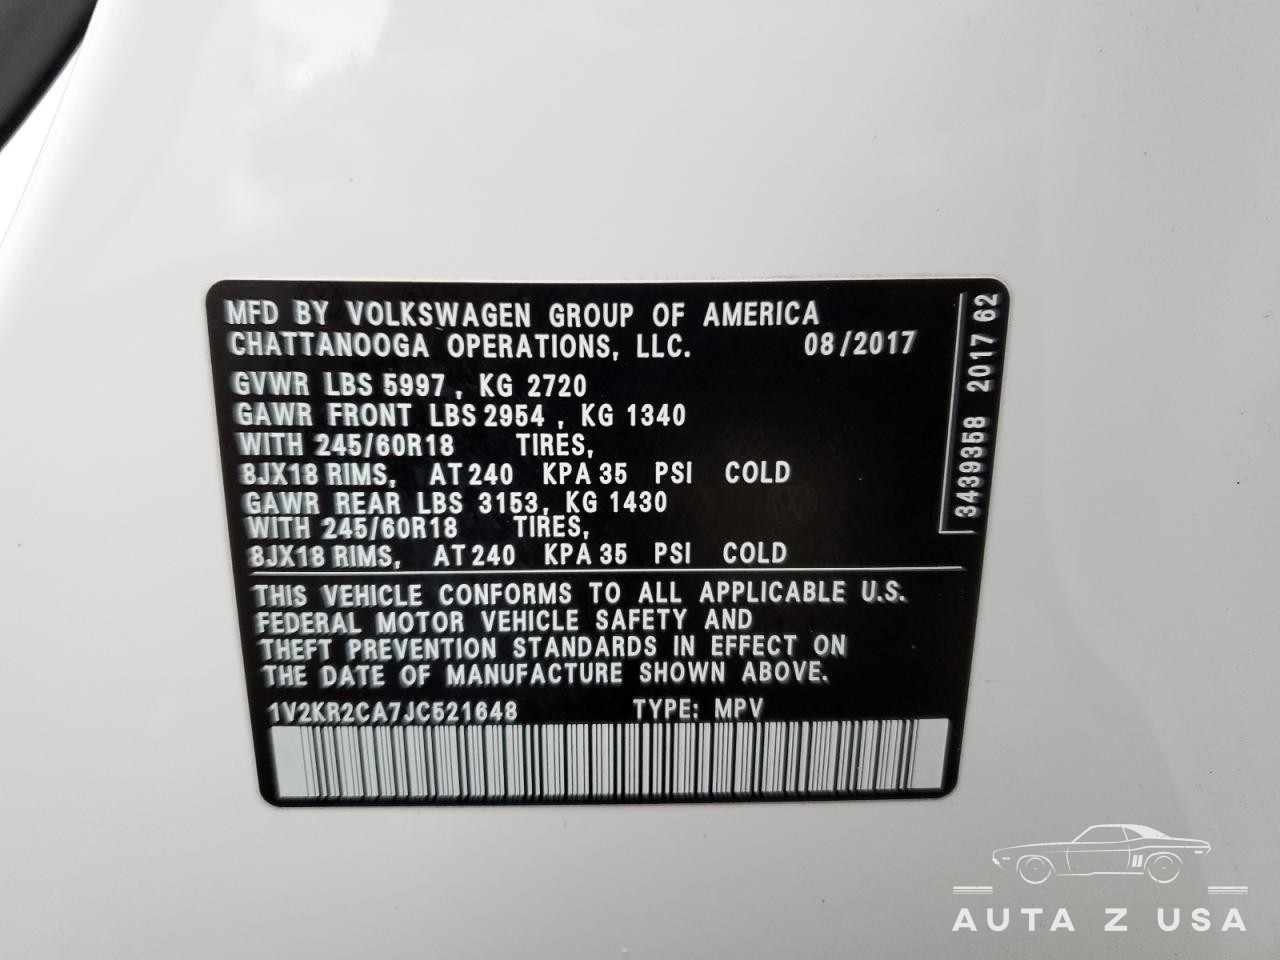 MFD BY VOLKSWAGEN GROUP OF AMERICA
CHATTANOOGA OPERATIONS, LLC. 08/2017
GVWR LBS 5997 , KG 2720
GAWR FRONT LBS 2954 , KG 1340
WITH 245/60R18 TIRES,
8JX18 RIMS, AT 240 KPA 35 PSI COLD
GAWR REAR LBS 3153, KG 1430
WITH 245/60R18 TIRES,
8JX18 RIMS, AT 240 KPA 35 PSI COLD
THIS VEHICLE CONFORMS TO ALL APPLICABLE U.S.
FEDERAL MOTOR VEHICLE SAFETY AND
THEFT PREVENTION STANDARDS IN EFFECT ON
THE DATE OF MANUFACTURE SHOWN ABOVE.
1V2KR2CA7JC521648 TYPE: MPV
3439358 2017 62
AUTA Z USA